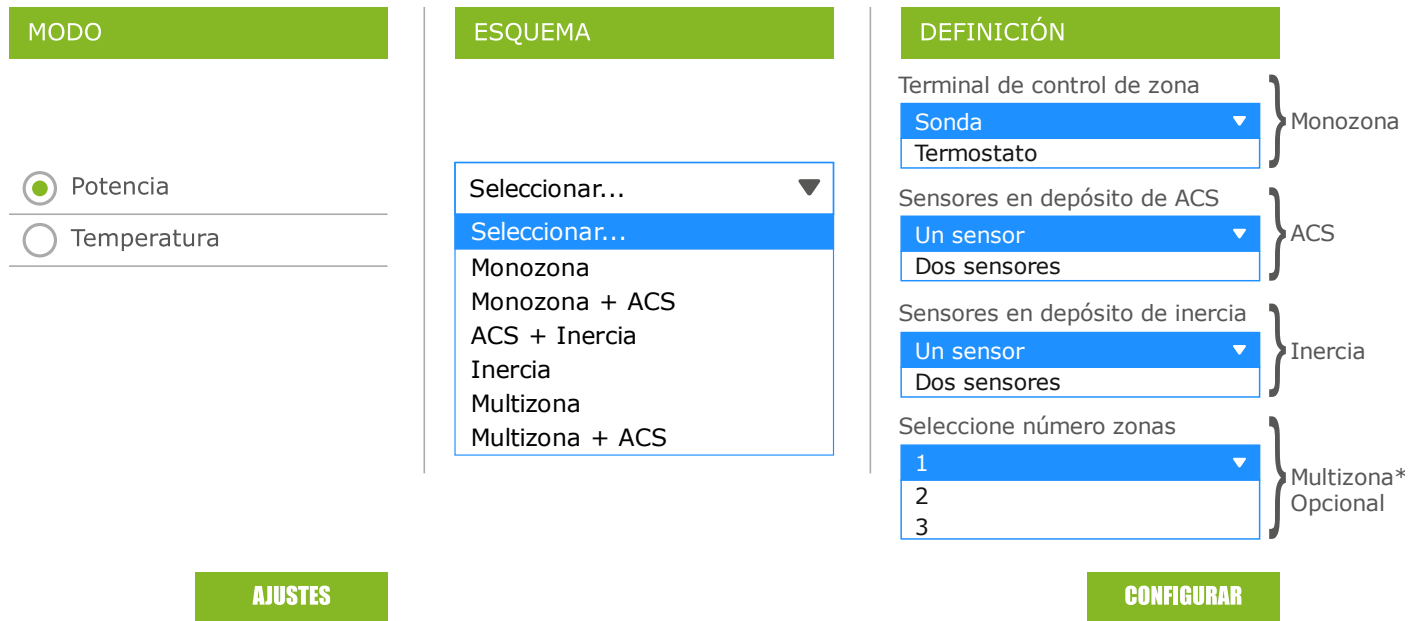 MODO
Potencia
Temperatura
AJUSTES
ESQUEMA
Seleccionar...
Seleccionar...
Monozona
Monozona + ACS
ACS + Inercia
Inercia
Multizona
Multizona + ACS
DEFINICIÓN
Terminal de control de zona
Sonda
Termostato
Monozona
Sensores en depósito de ACS
Un sensor
Dos sensores
ACS
Sensores en depósito de inercia
Un sensor
Dos sensores
Inercia
Seleccione número zonas
1
2
3
Multizona*
Opcional
CONFIGURAR